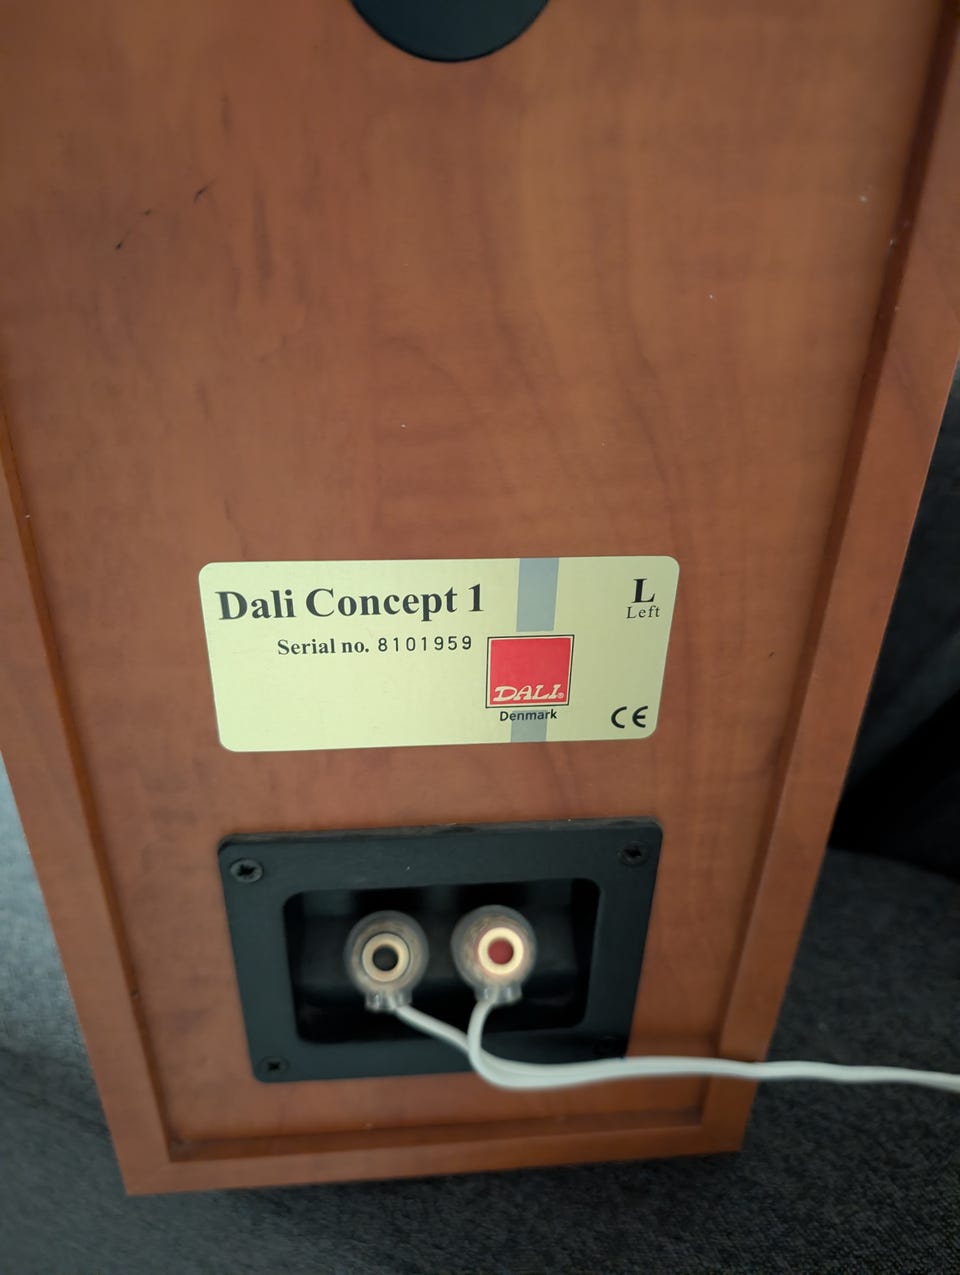 Dali Concept 1
L
Left
Serial no. 8101959
DALI®
Denmark
CE